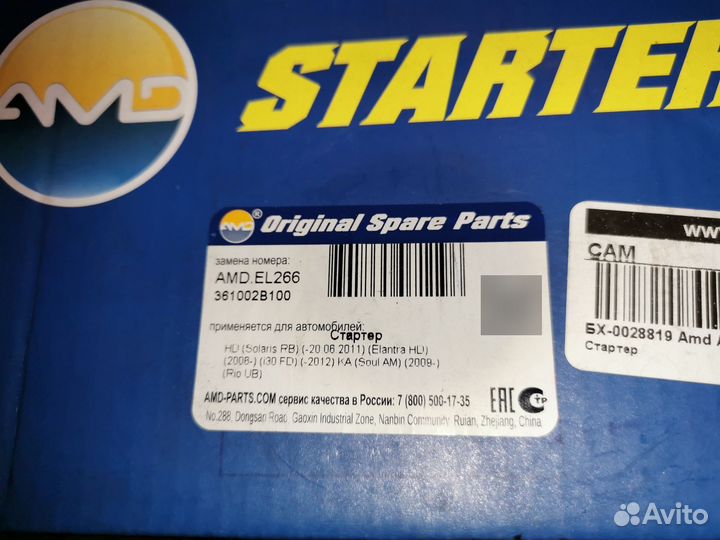 AMD
STARTER
AMD ® Original Spare Parts
замена номера:
AMD.EL266
361002B100
применяется для автомобилей:
Стартер
HD (Solaris RB) (-20.06.2011) (Elantra HD)
(2006-) (i30 FD) (-2012) KA (Soul AM) (2009-)
(Rio UB)
AMD-PARTS.COM сервис качества в России: 7 (800) 500-17-35
No.288, Dongsan Road, Gaoxin Industrial Zone, Nanbin Community, Ruian, Zhejiang, China
EAC
С тр
www
CAM
БХ-0028819 Amd A
Стартер
Avito